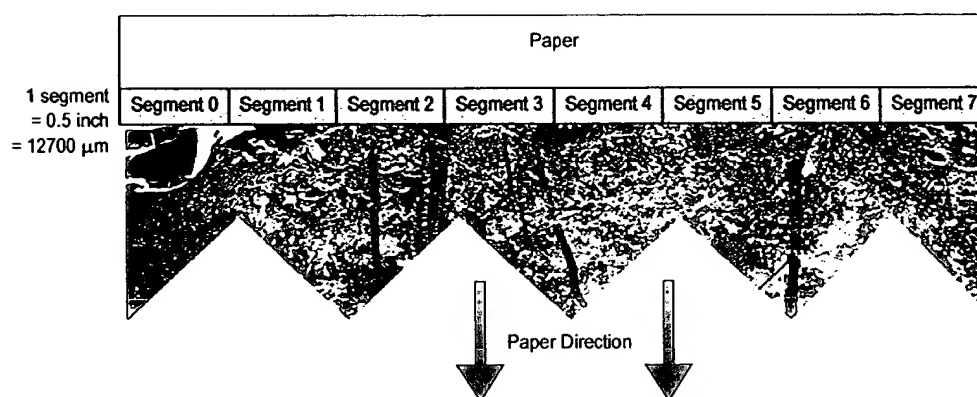 Paper
1 segment
= 0.5 inch
= 12700 μm
Segment 0 Segment 1 Segment 2 Segment 3 Segment 4 Segment 5 Segment 6 Segment 7
Paper Direction